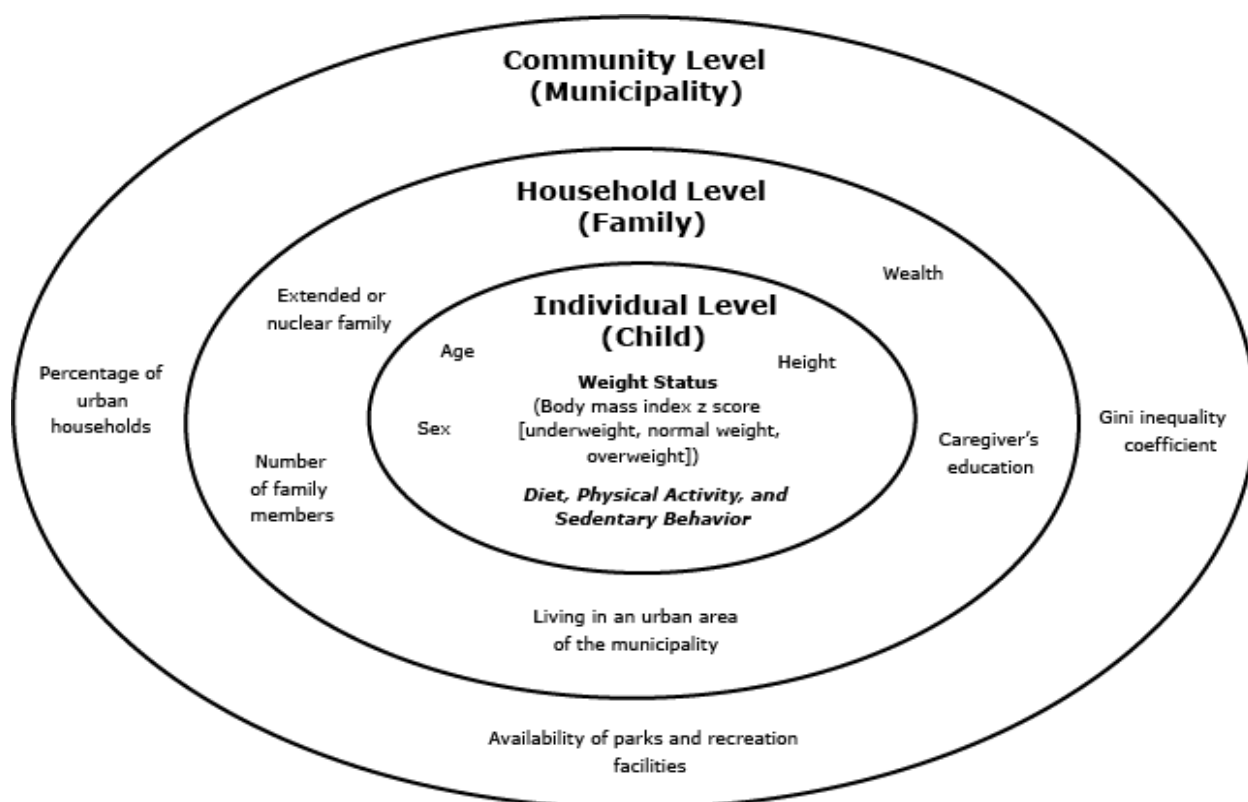 Community Level
(Municipality)
Household Level
(Family)
Wealth
Extended or
nuclear family
Individual Level
(Child)
Age
Height
Weight Status
(Body mass index z score
[underweight, normal weight,
overweight])
Sex
Diet, Physical Activity, and
Sedentary Behavior
Percentage of
urban
households
Gini inequality
coefficient
Caregiver’s
education
Number
of family
members
Living in an urban area
of the municipality
Availability of parks and recreation
facilities